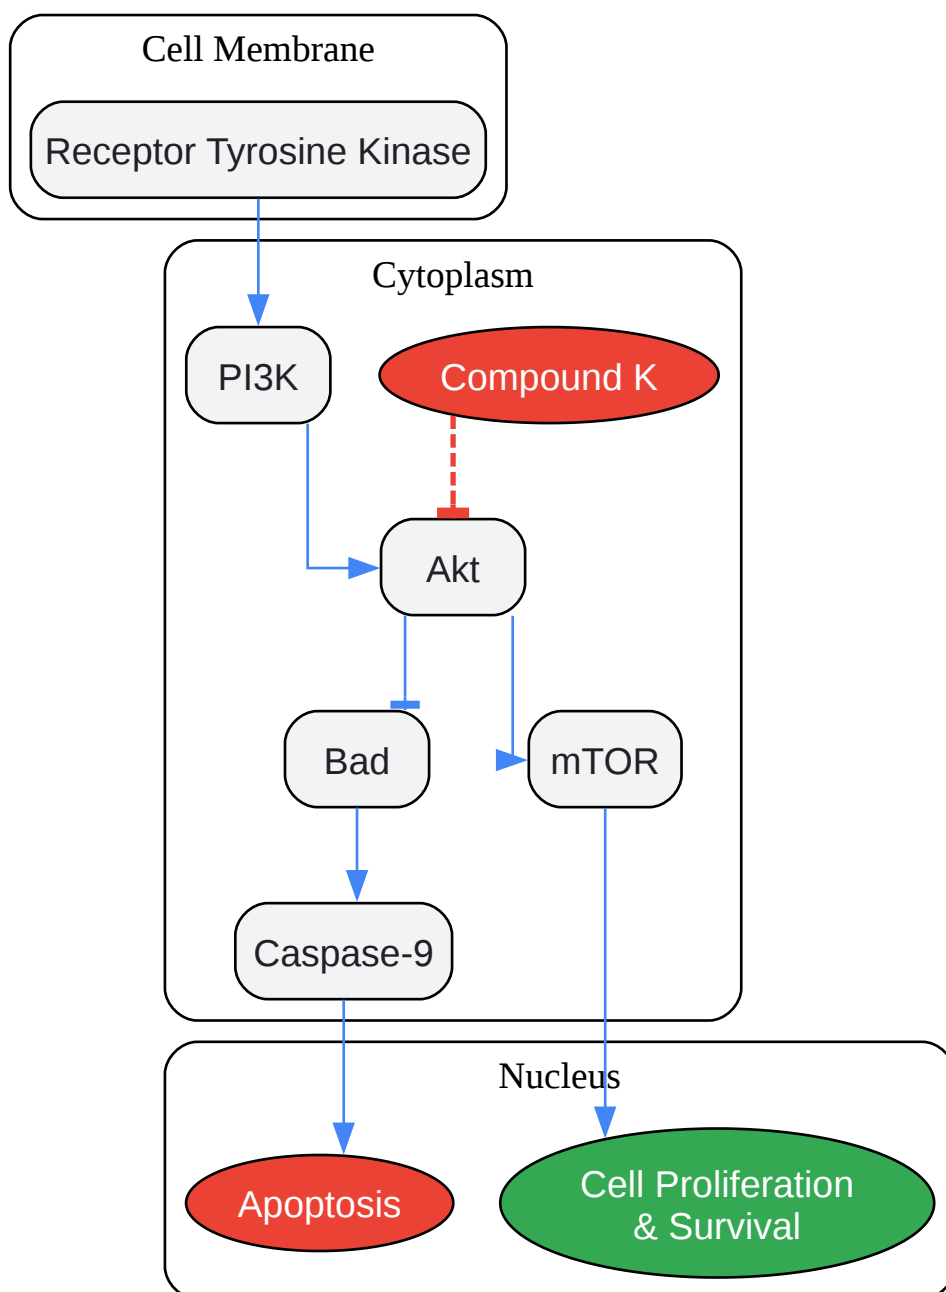 Cell Membrane
Receptor Tyrosine Kinase
Cytoplasm
PI3K
Compound K
Akt
Bad
mTOR
Caspase-9
Nucleus
Apoptosis
Cell Proliferation
& Survival